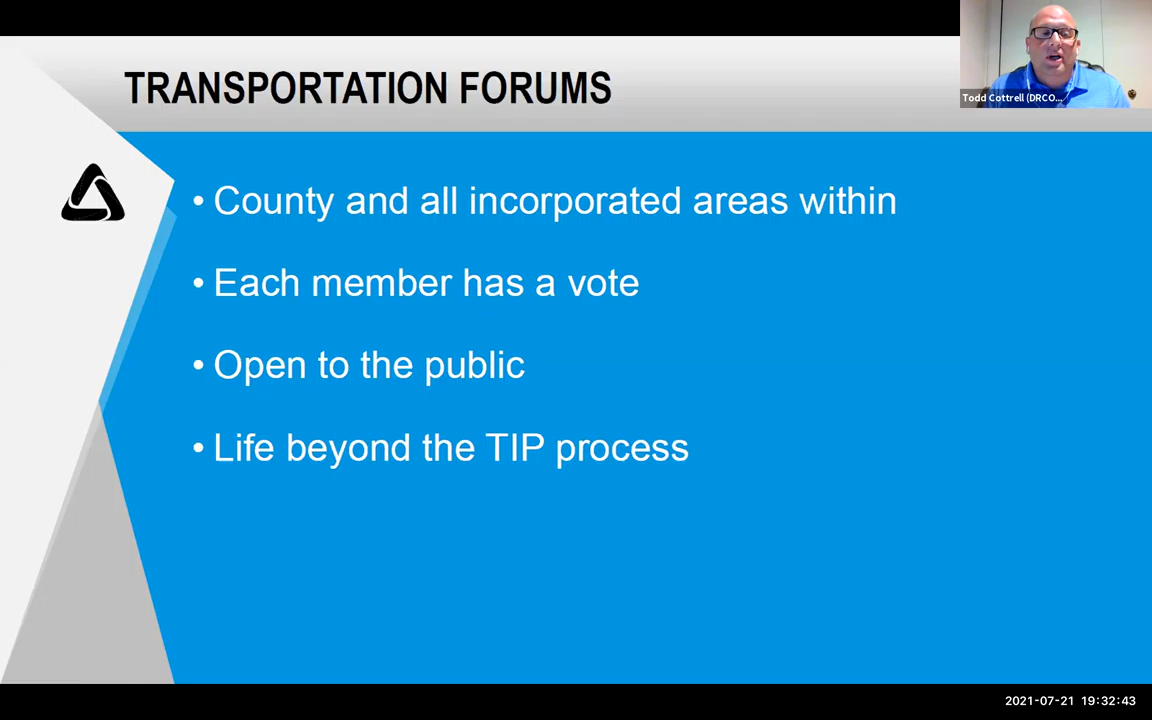 TRANSPORTATION FORUMS
Todd Cottrell (DRCO...
• County and all incorporated areas within
• Each member has a vote
• Open to the public
• Life beyond the TIP process
2021-07-21 19:32:43